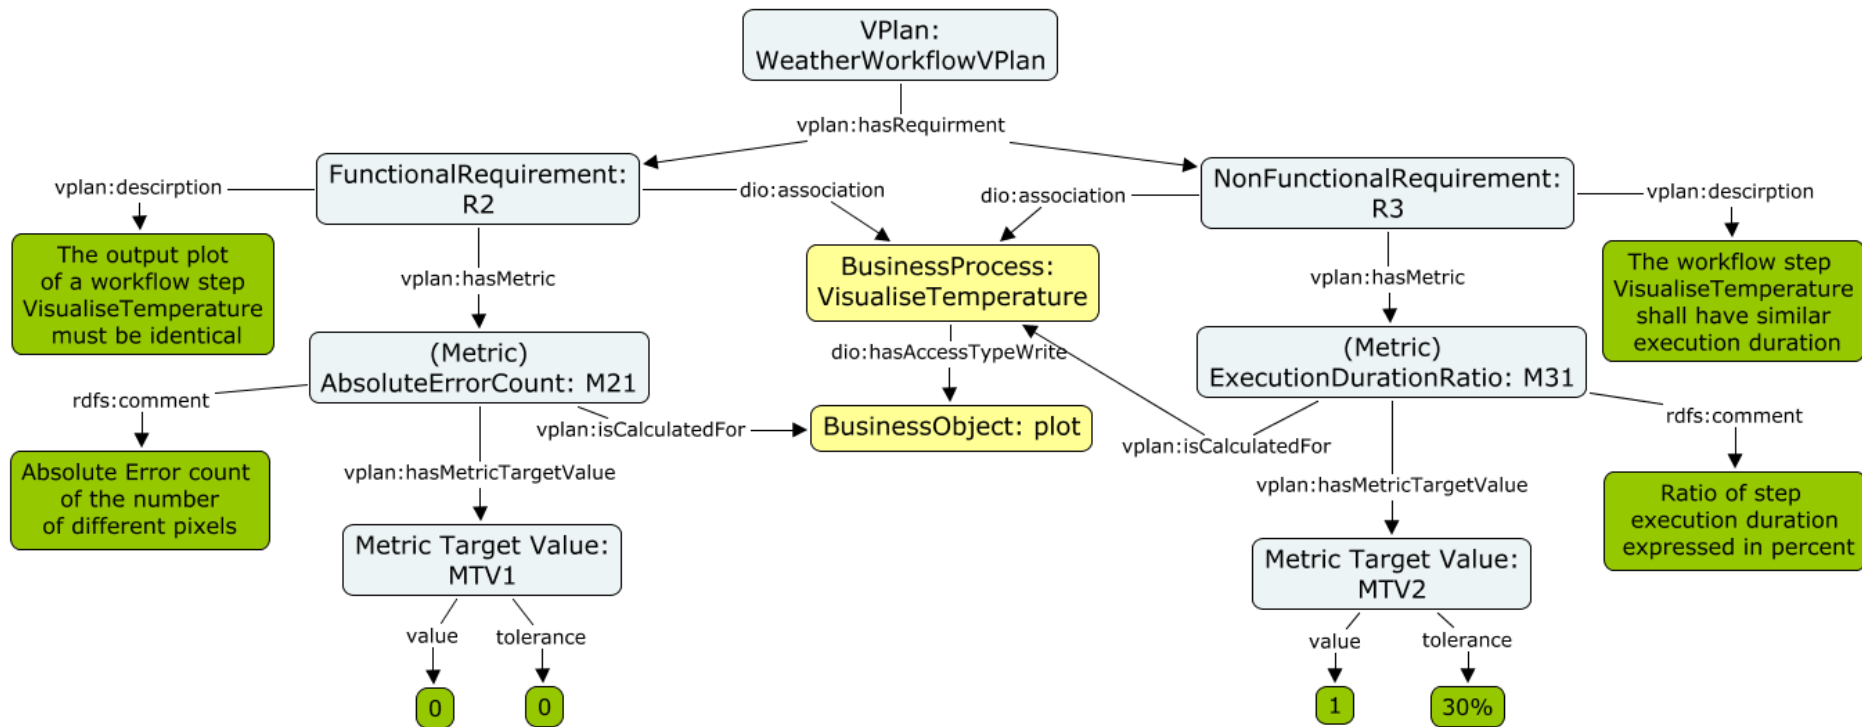 VPlan:
WeatherWorkflowVPlan
vplan:hasRequirment
FunctionalRequirement:
R2
NonFunctionalRequirement:
R3
vplan:descirption
dio:association
dio:association
vplan:descirption
The output plot
of a workflow step
VisualiseTemperature
must be identical
vplan:hasMetric
BusinessProcess:
VisualiseTemperature
vplan:hasMetric
The workflow step
VisualiseTemperature
shall have similar
execution duration
(Metric)
AbsoluteErrorCount: M21
dio:hasAccessTypeWrite
(Metric)
ExecutionDurationRatio: M31
rdfs:comment
vplan:isCalculatedFor
BusinessObject: plot
vplan:isCalculatedFor
rdfs:comment
Absolute Error count
of the number
of different pixels
vplan:hasMetricTargetValue
vplan:hasMetricTargetValue
Ratio of step
execution duration
expressed in percent
Metric Target Value:
MTV1
Metric Target Value:
MTV2
value
tolerance
value
tolerance
0
0
1
30%